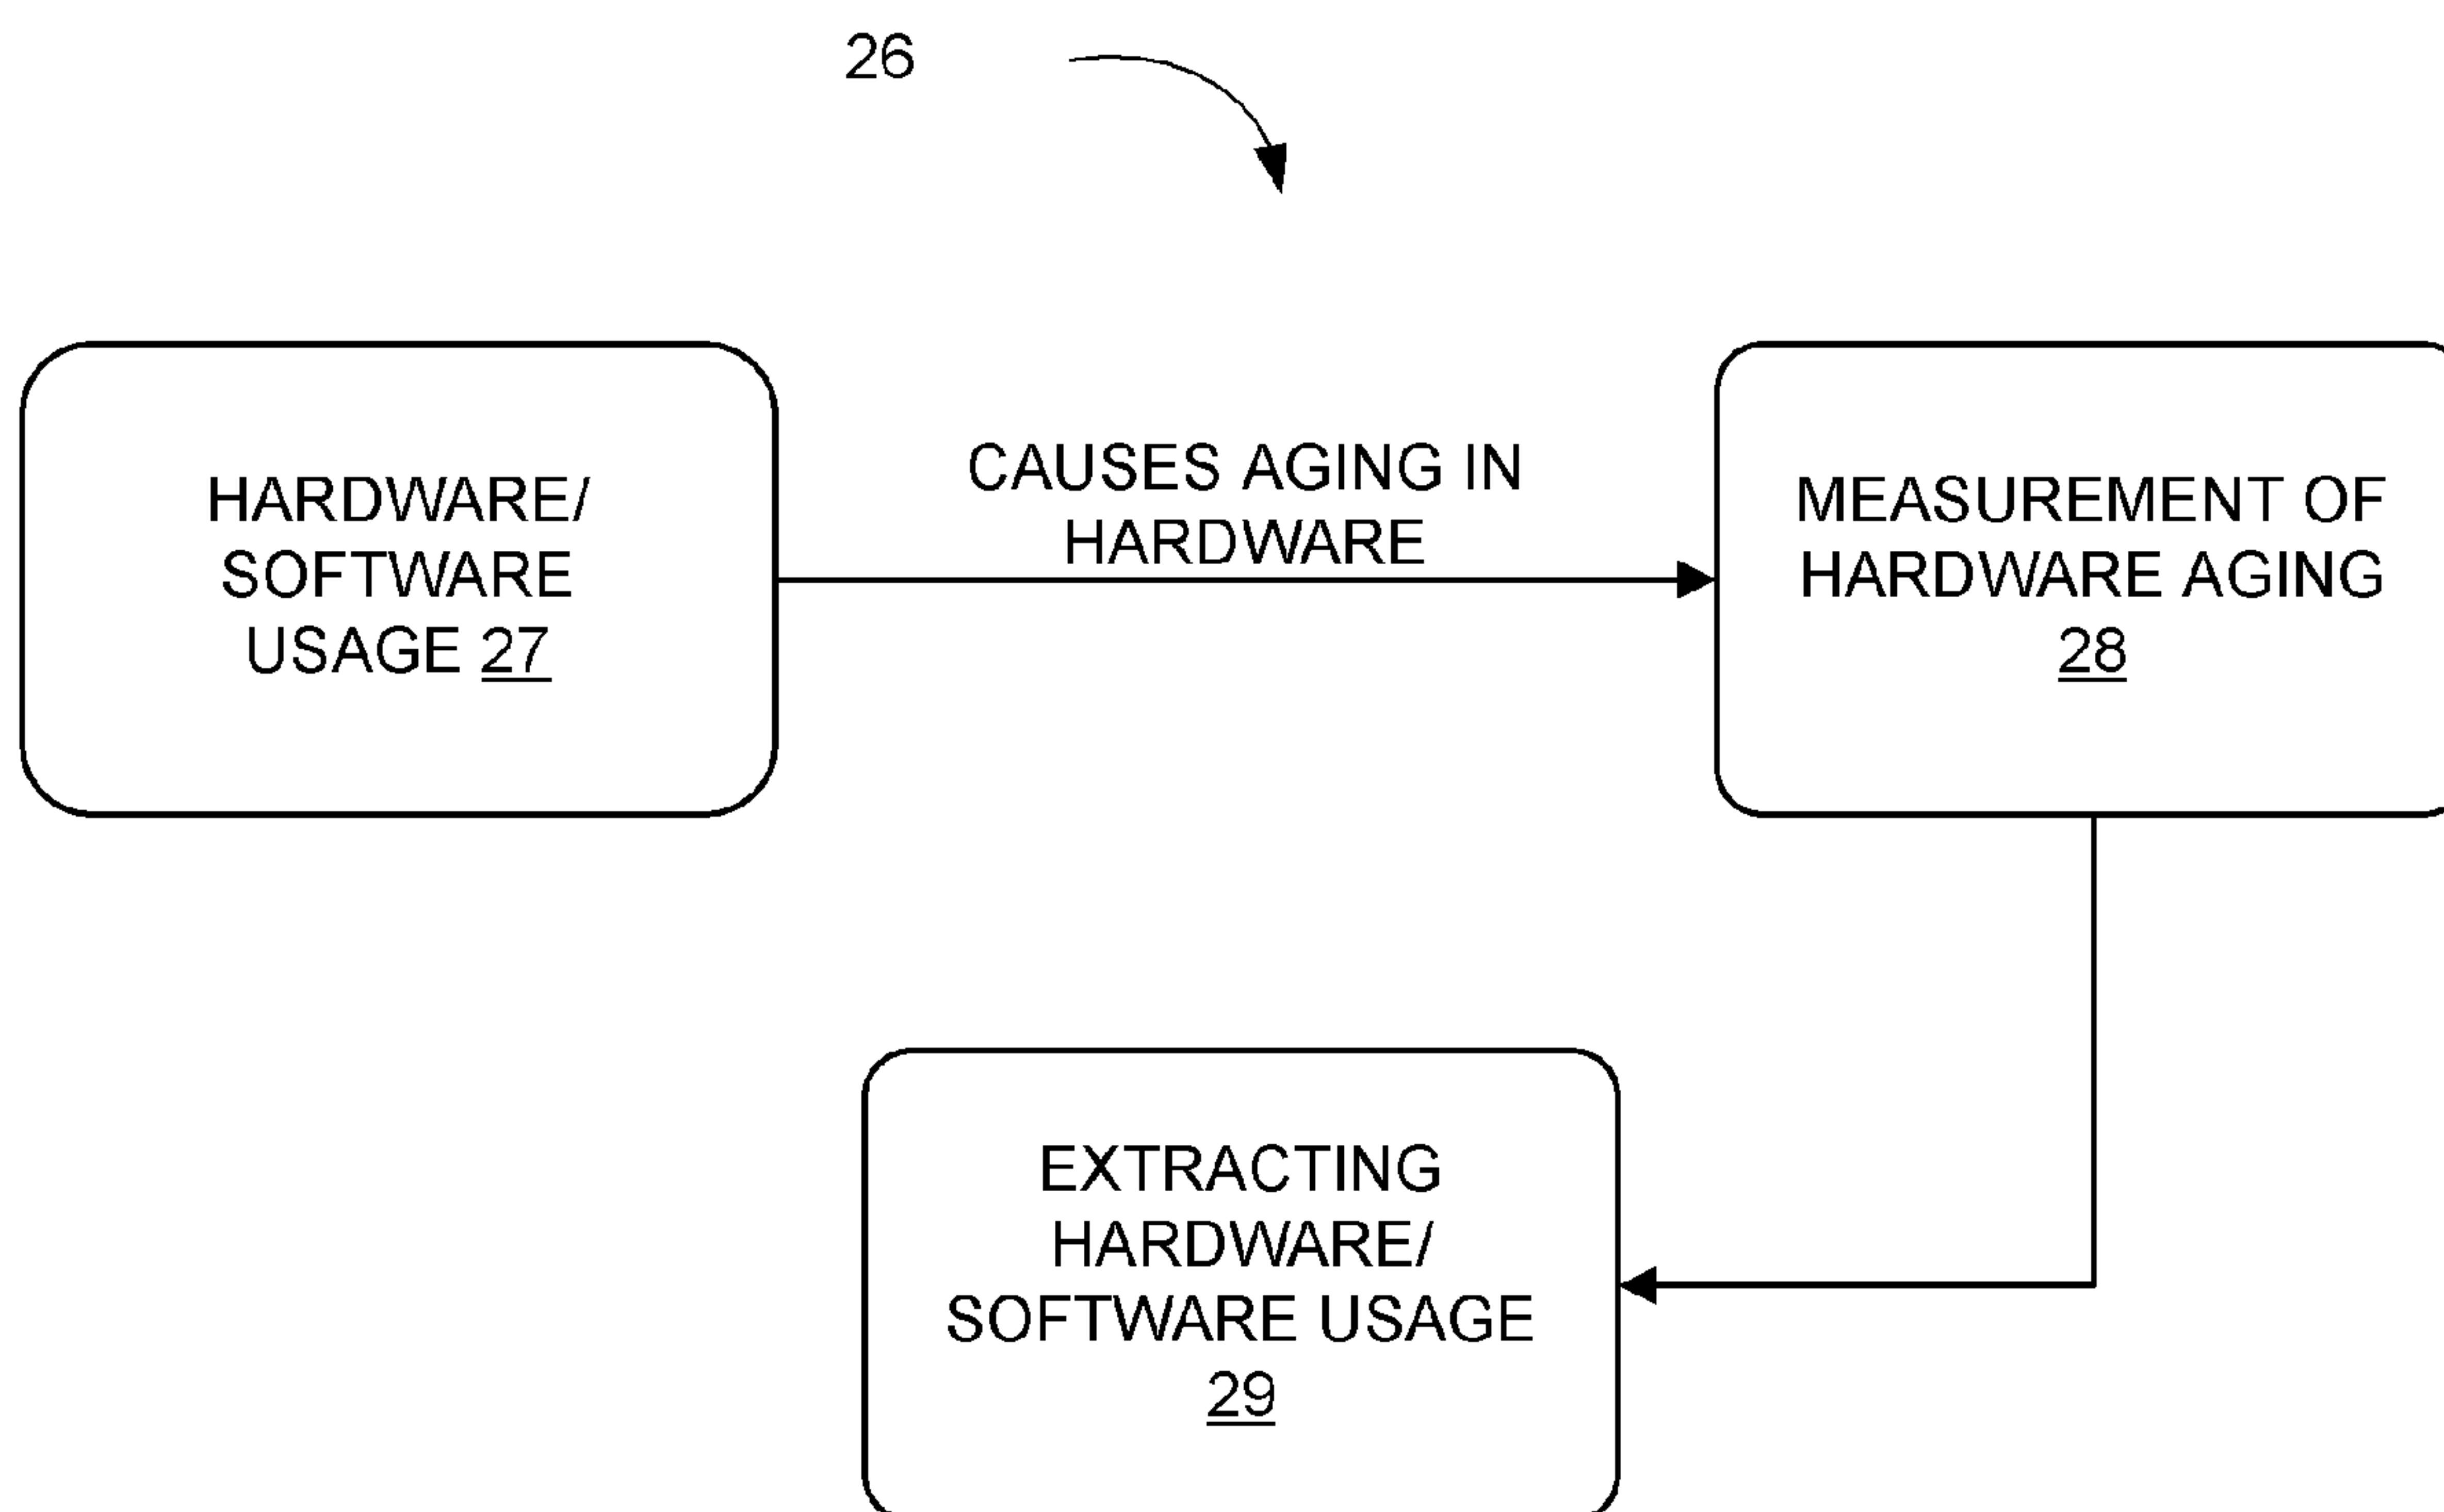 26
HARDWARE/
SOFTWARE
USAGE 27
CAUSES AGING IN
HARDWARE
MEASUREMENT OF
HARDWARE AGING
28
EXTRACTING
HARDWARE/
SOFTWARE USAGE
29